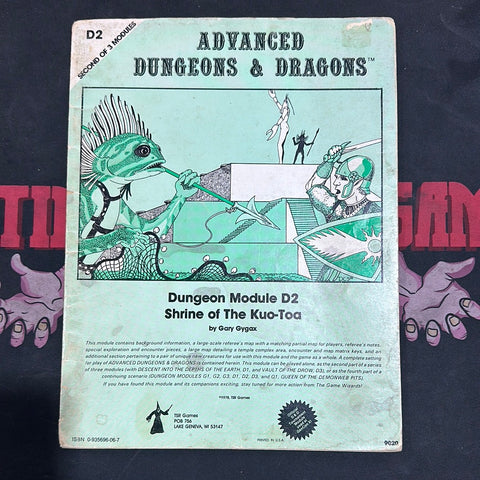 D2
SECOND OF 3 MODULES
ADVANCED
DUNGEONS & DRAGONS™
Dungeon Module D2
Shrine of The Kuo-Toa
by Gary Gygax
This module contains background information, a large-scale referee's map with a matching partial map for players, referee's notes,
special exploration and encounter pieces, a large map detailing a temple complex area, encounter and map matrix keys, and an
additional section pertaining to a pair of unique new creatures for use with this module and the game as a whole. A complete setting
for play of ADVANCED DUNGEONS & DRAGONS is contained herein. This module can be played alone, as the second part of a series
of three modules (with DESCENT INTO THE DEPTHS OF THE EARTH, D1, and VAULT OF THE DROW, D3), or as the fourth part of a
continuing scenario (DUNGEON MODULES G1, G2, G3, D1, D2, D3, and Q1, QUEEN OF THE DEMONWEB PITS).
If you have found this module and its companions exciting, stay tuned for more action from The Game Wizards!
©1978, TSR Games
TSR Games
POB 756
LAKE GENEVA, WI 53147
ISBN 0-935696-06-7
PRINTED IN U.S.A.
9020
TID
GAM